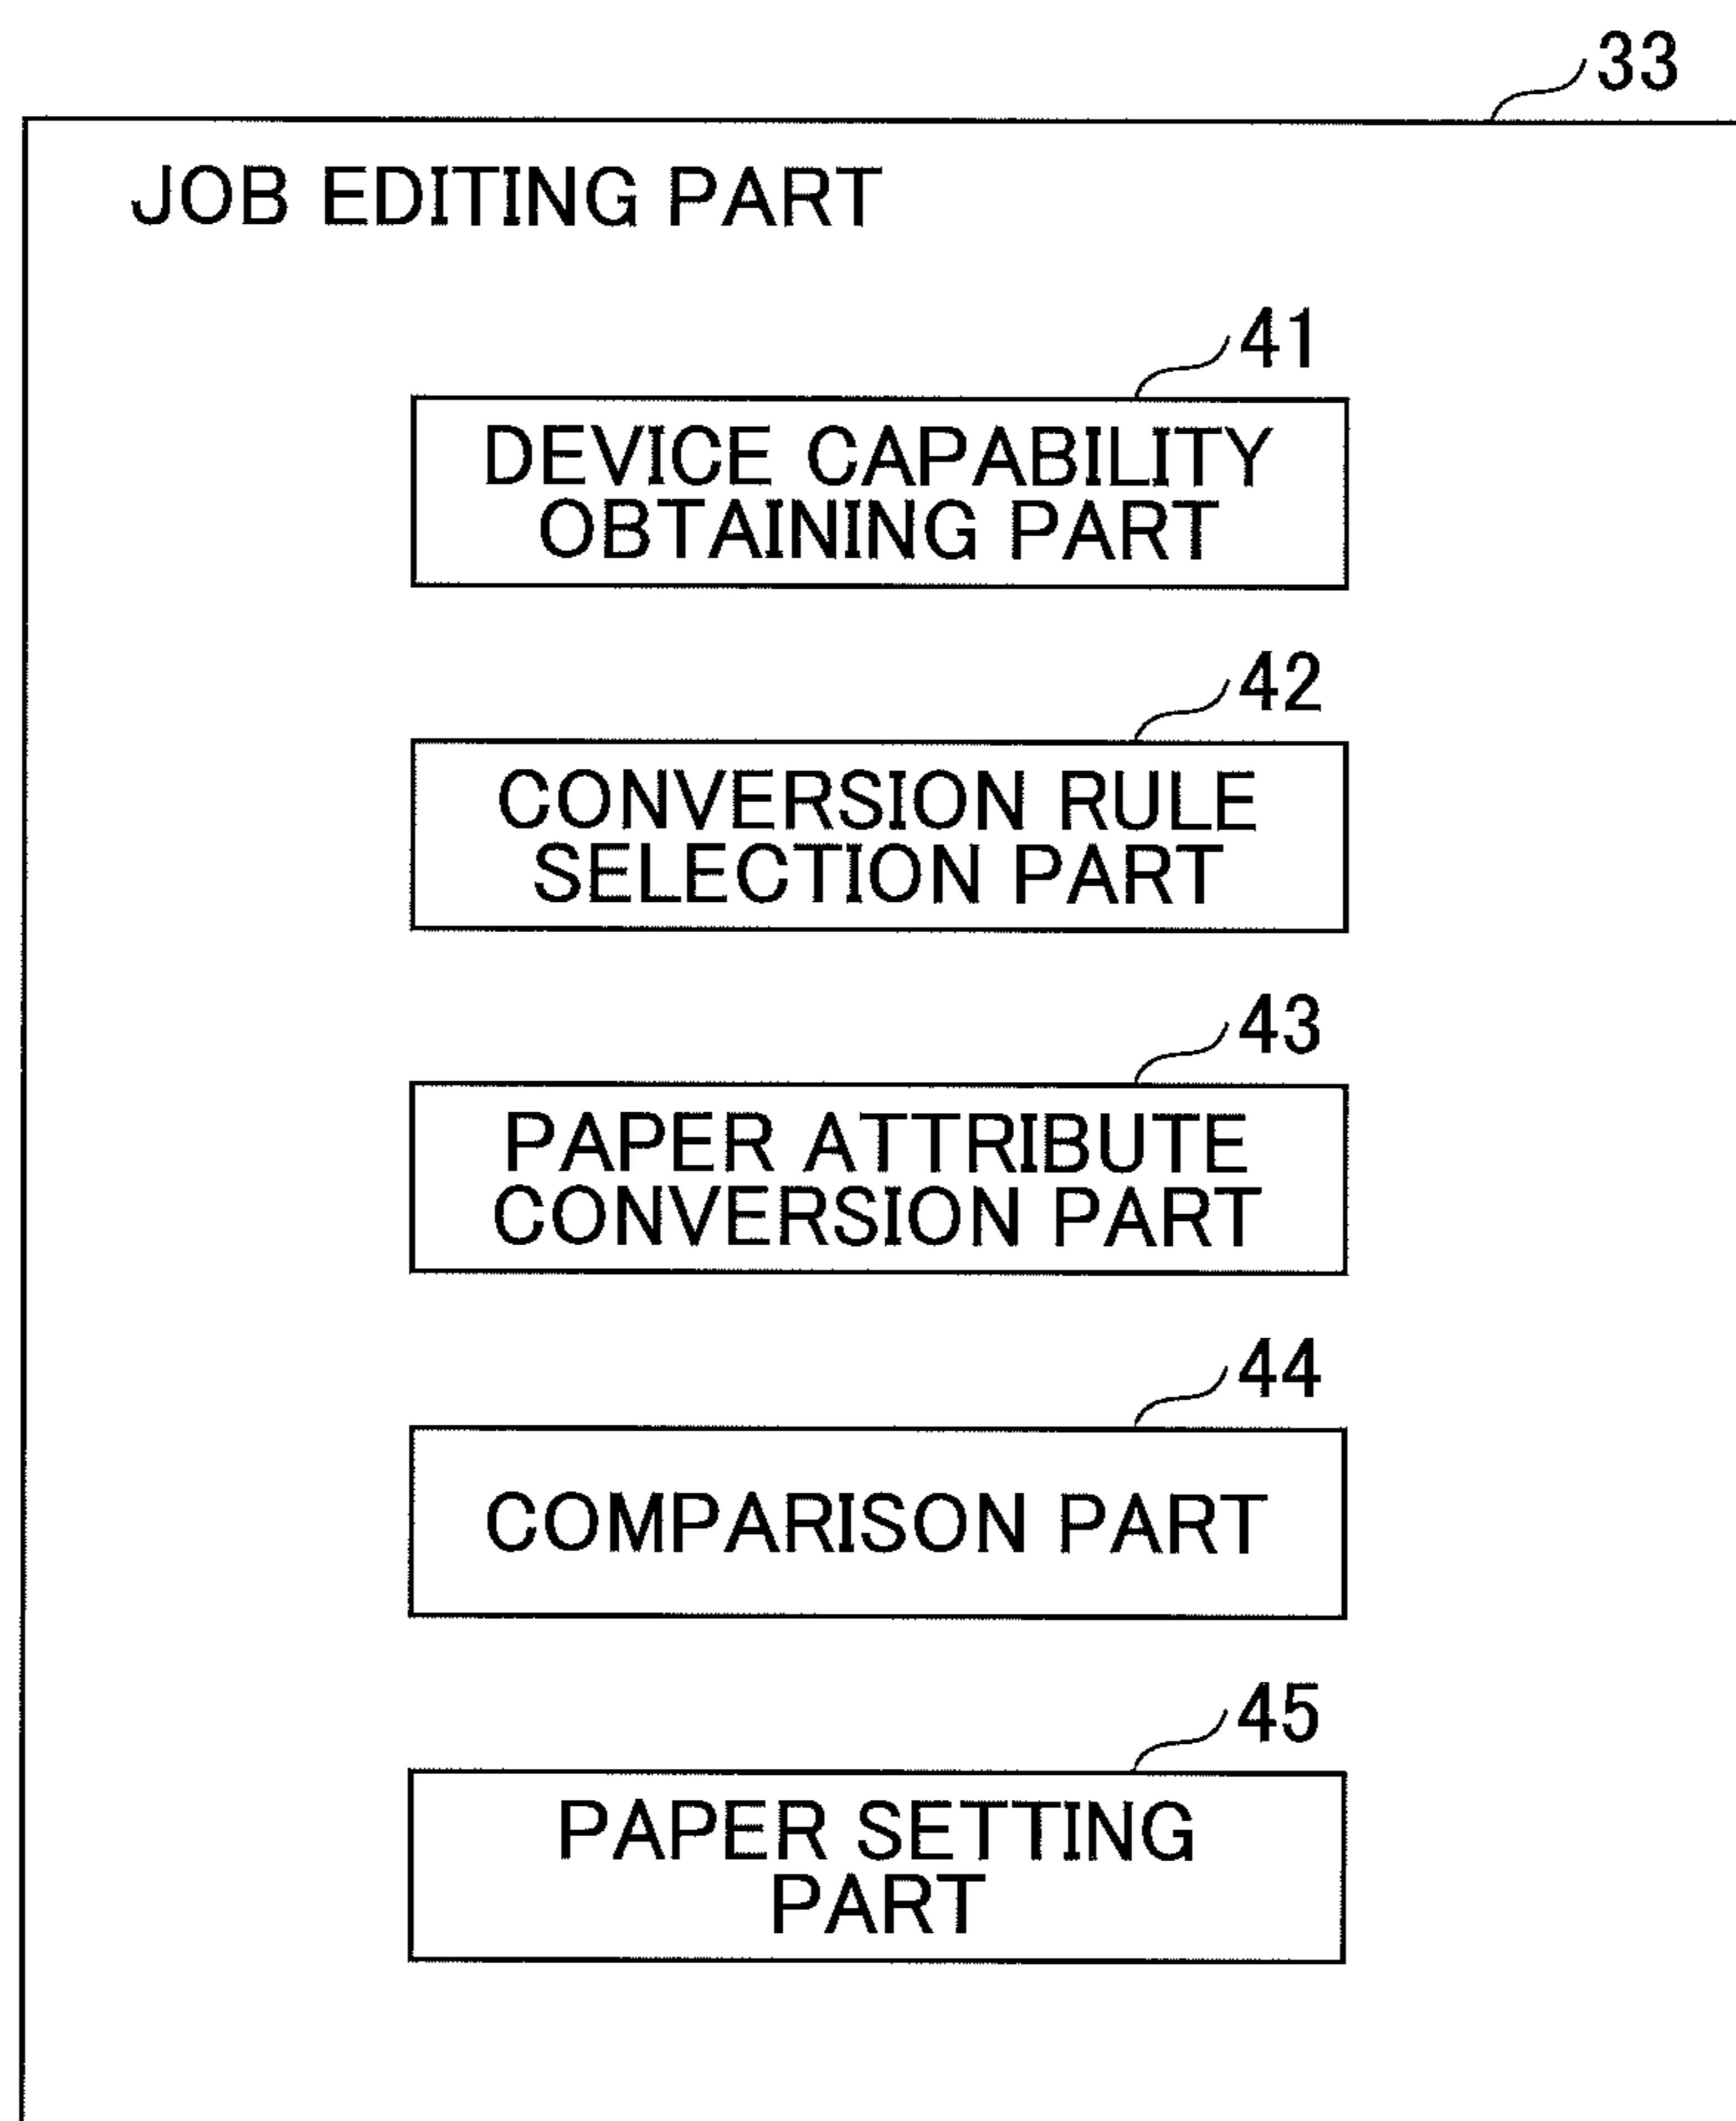 33
JOB EDITING PART
41
DEVICE CAPABILITY
OBTAINING PART
42
CONVERSION RULE
SELECTION PART
43
PAPER ATTRIBUTE
CONVERSION PART
44
COMPARISON PART
45
PAPER SETTING
PART